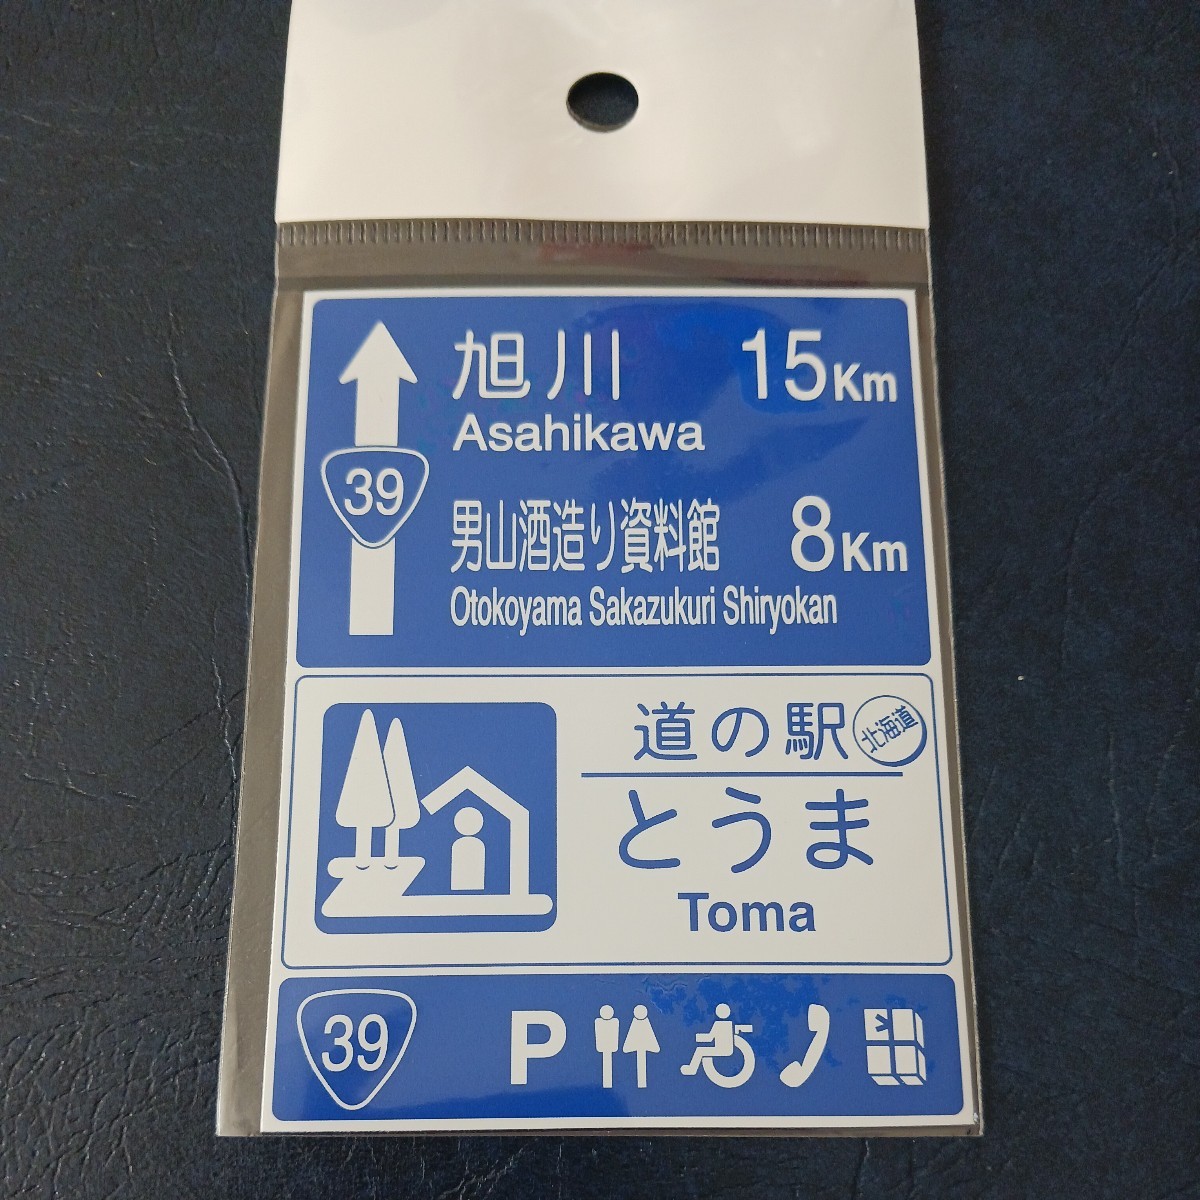 旭川 15Km
Asahikawa
39
男山酒造り資料館 8Km
Otokoyama Sakazukuri Shiryokan
道の駅 北海道
とうま
Toma
39 P